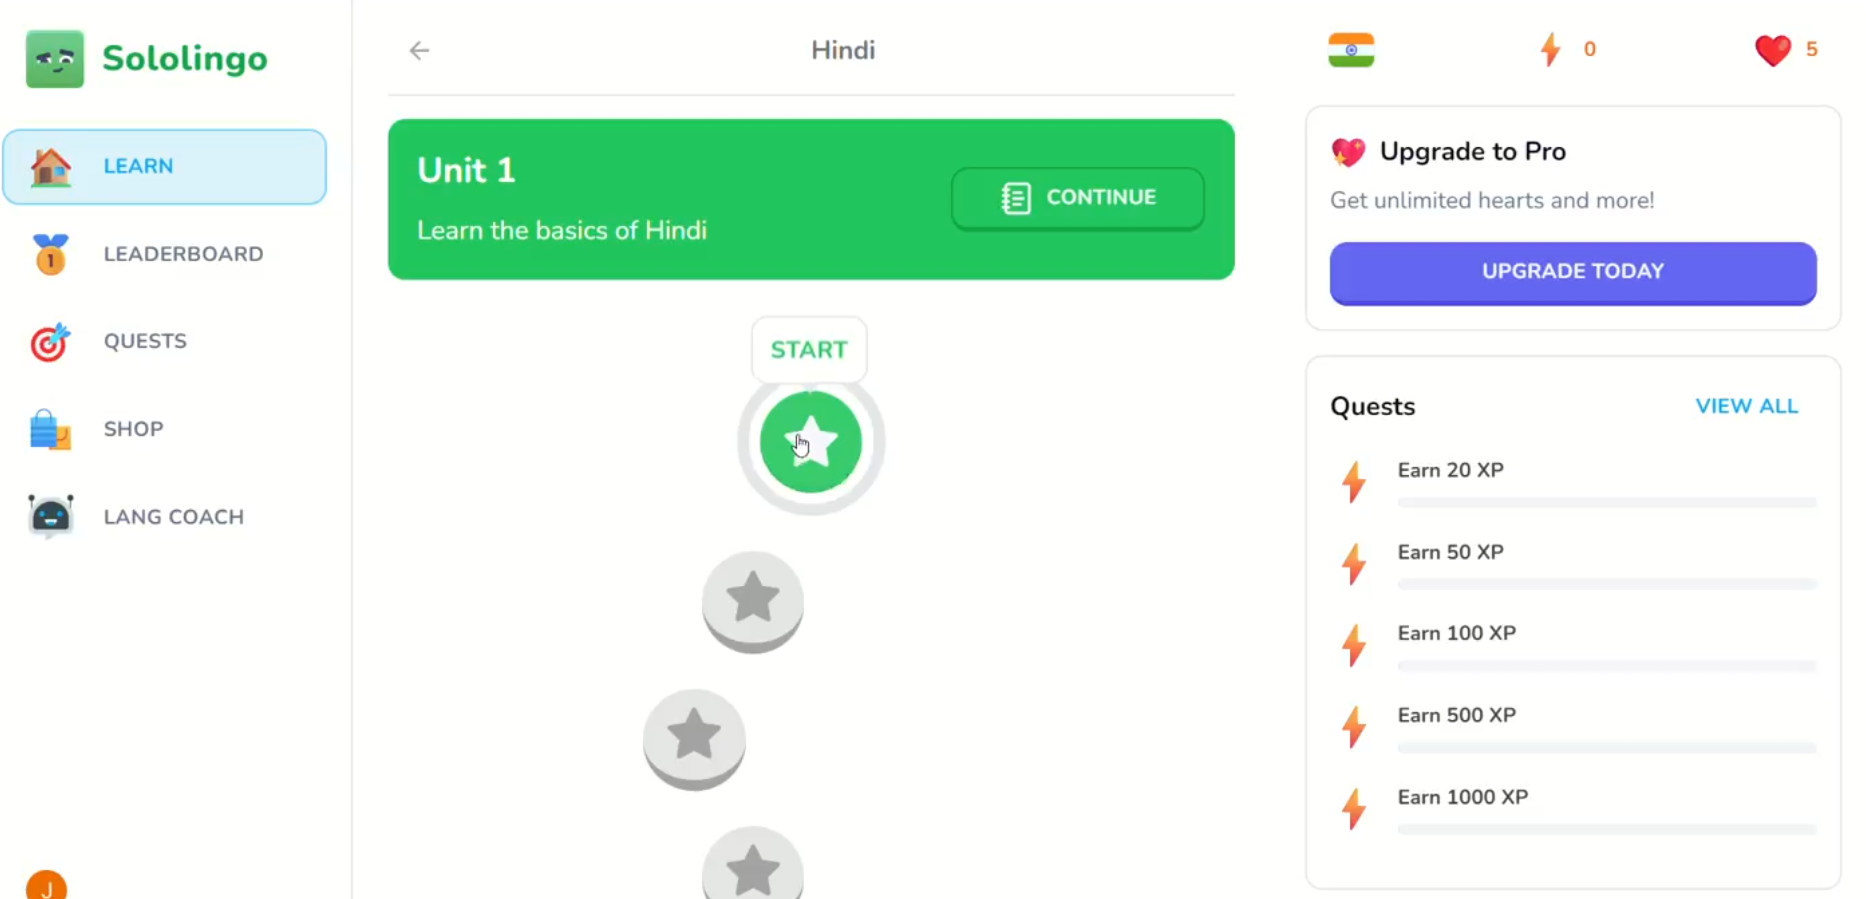 Sololingo
LEARN
LEADERBOARD
1
QUESTS
SHOP
LANG COACH
J
Hindi
Unit 1
Learn the basics of Hindi
CONTINUE
START
0
5
Upgrade to Pro
Get unlimited hearts and more!
UPGRADE TODAY
Quests
VIEW ALL
Earn 20 XP
Earn 50 XP
Earn 100 XP
Earn 500 XP
Earn 1000 XP